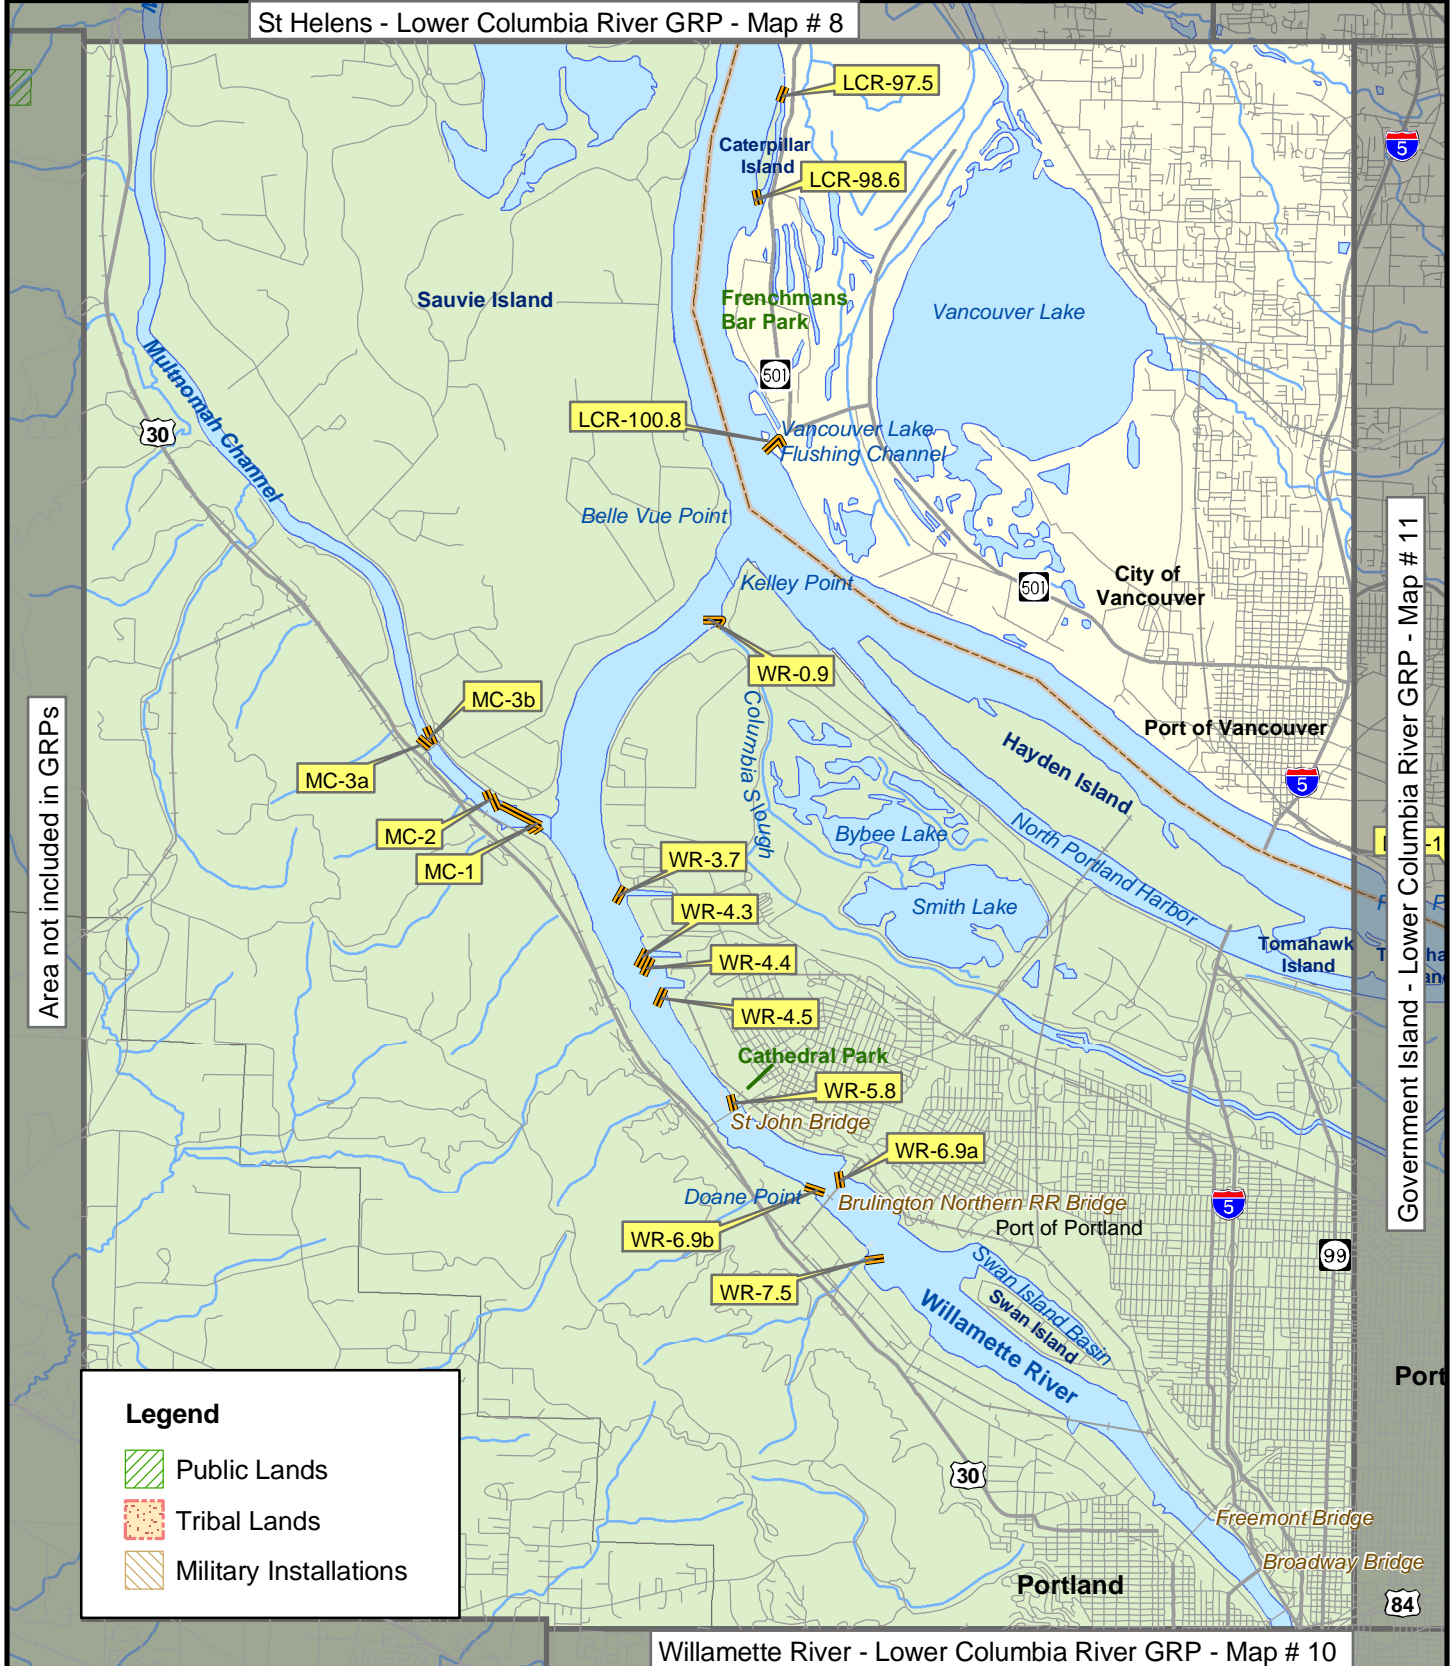 St Helens - Lower Columbia River GRP - Map # 8
LCR-97.5
5
Caterpillar
Island
LCR-98.6
Sauvie Island
Frenchmans
Bar Park
Vancouver Lake
501
Multnomah Channel
30
LCR-100.8
Vancouver Lake
Flushing Channel
Belle Vue Point
Kelley Point
501
City of
Vancouver
Government Island - Lower Columbia River GRP - Map # 11
WR-0.9
MC-3b
Columbia Slough
Area not included in GRPs
Port of Vancouver
Hayden Island
MC-3a
5
MC-2
Bybee Lake
North Portland Harbor
MC-1
WR-3.7
WR-4.3
Smith Lake
WR-4.4
Tomahawk
Island
WR-4.5
Cathedral Park
WR-5.8
St John Bridge
WR-6.9a
Doane Point
Brulington Northern RR Bridge
5
Port of Portland
WR-6.9b
99
WR-7.5
Swan Island Basin
Swan Island
Willamette River
Port
Legend
Public Lands
Tribal Lands
Military Installations
30
Freemont Bridge
Broadway Bridge
Portland
84
Willamette River - Lower Columbia River GRP - Map # 10